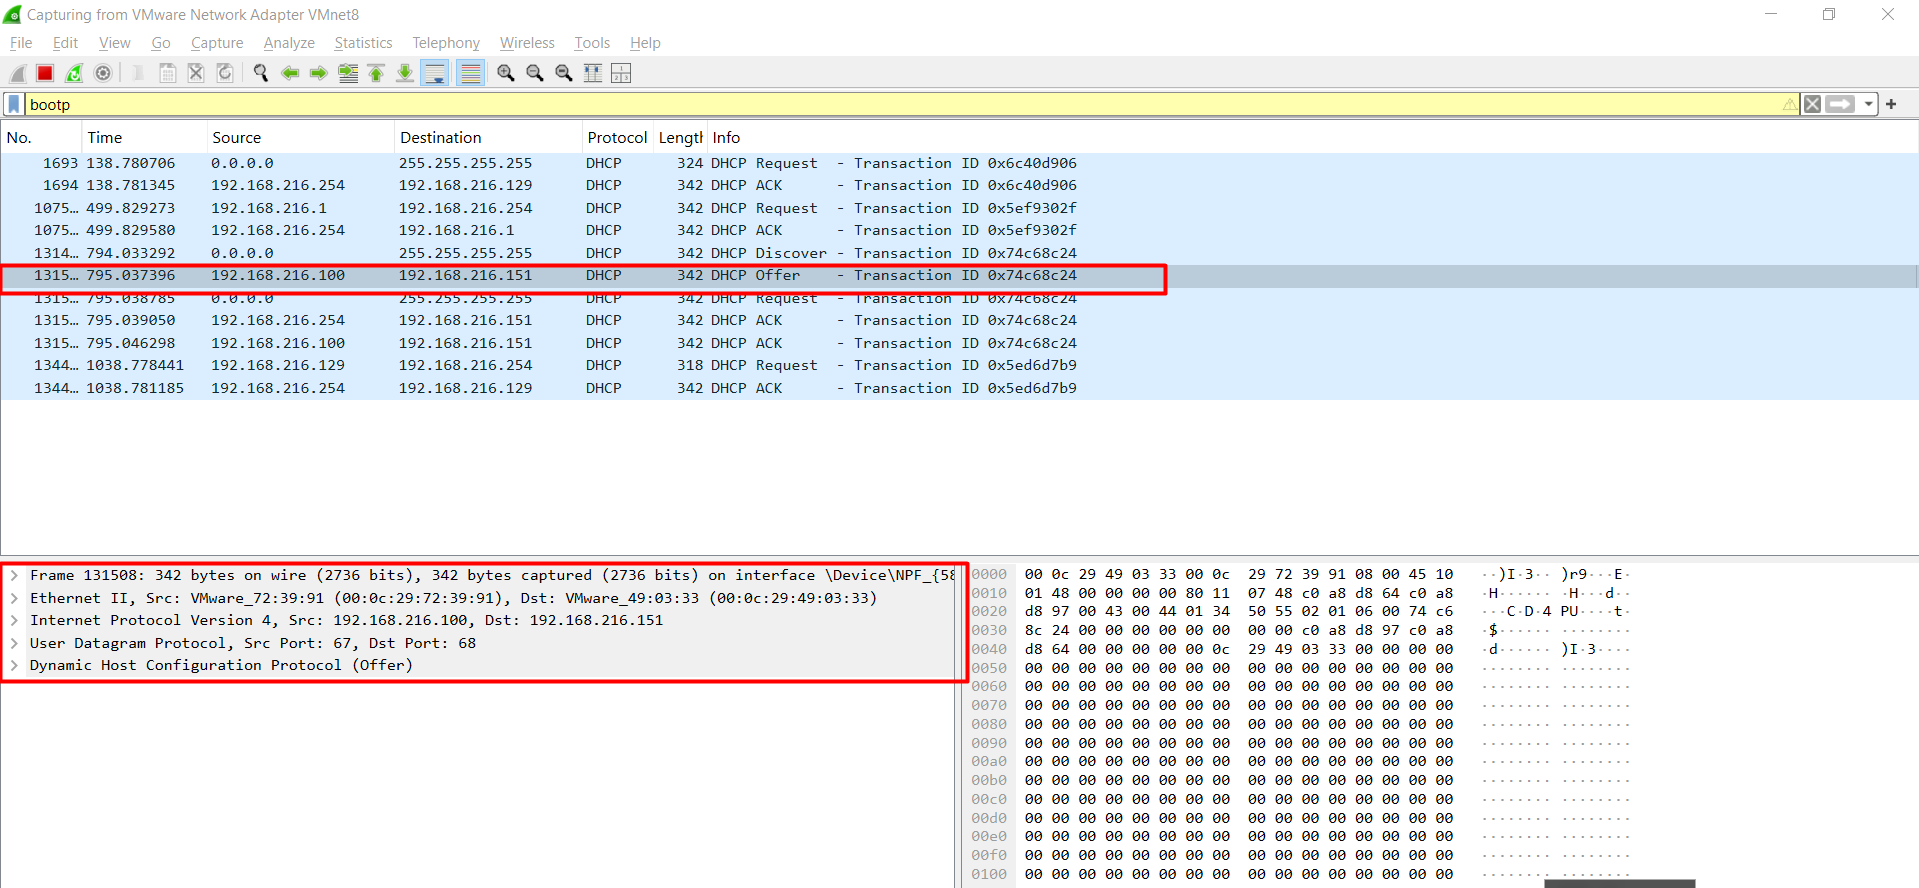 Capturing from VMware Network Adapter VMnet8
File Edit View Go Capture Analyze Statistics Telephony Wireless Tools Help
bootp
No. Time Source Destination Protocol Length Info
1693 138.780706 0.0.0.0 255.255.255.255 DHCP 324 DHCP Request - Transaction ID 0x6c40d906
1694 138.781345 192.168.216.254 192.168.216.129 DHCP 342 DHCP ACK - Transaction ID 0x6c40d906
1075… 499.829273 192.168.216.1 192.168.216.254 DHCP 342 DHCP Request - Transaction ID 0x5ef9302f
1075… 499.829580 192.168.216.254 192.168.216.1 DHCP 342 DHCP ACK - Transaction ID 0x5ef9302f
1314… 794.033292 0.0.0.0 255.255.255.255 DHCP 342 DHCP Discover - Transaction ID 0x74c68c24
1315… 795.037396 192.168.216.100 192.168.216.151 DHCP 342 DHCP Offer - Transaction ID 0x74c68c24
1315… 795.038785 0.0.0.0 255.255.255.255 DHCP 342 DHCP Request - Transaction ID 0x74c68c24
1315… 795.039050 192.168.216.254 192.168.216.151 DHCP 342 DHCP ACK - Transaction ID 0x74c68c24
1315… 795.046298 192.168.216.100 192.168.216.151 DHCP 342 DHCP ACK - Transaction ID 0x74c68c24
1344… 1038.778441 192.168.216.129 192.168.216.254 DHCP 318 DHCP Request - Transaction ID 0x5ed6d7b9
1344… 1038.781185 192.168.216.254 192.168.216.129 DHCP 342 DHCP ACK - Transaction ID 0x5ed6d7b9
Frame 131508: 342 bytes on wire (2736 bits), 342 bytes captured (2736 bits) on interface \Device\NPF_{58
Ethernet II, Src: VMware_72:39:91 (00:0c:29:72:39:91), Dst: VMware_49:03:33 (00:0c:29:49:03:33)
Internet Protocol Version 4, Src: 192.168.216.100, Dst: 192.168.216.151
User Datagram Protocol, Src Port: 67, Dst Port: 68
Dynamic Host Configuration Protocol (Offer)
0000 00 0c 29 49 03 33 00 0c 29 72 39 91 08 00 45 10 ··)I·3·· )r9···E·
0010 01 48 00 00 00 00 80 11 07 48 c0 a8 d8 64 c0 a8 ·H······ ·H···d··
0020 d8 97 00 43 00 44 01 34 50 55 02 01 06 00 74 c6 ···C·D·4 PU····t·
0030 8c 24 00 00 00 00 00 00 00 00 c0 a8 d8 97 c0 a8 ·$······ ········
0040 d8 64 00 00 00 00 00 0c 29 49 03 33 00 00 00 00 ·d······ )I·3····
0050 00 00 00 00 00 00 00 00 00 00 00 00 00 00 00 00 ········ ········
0060 00 00 00 00 00 00 00 00 00 00 00 00 00 00 00 00 ········ ········
0070 00 00 00 00 00 00 00 00 00 00 00 00 00 00 00 00 ········ ········
0080 00 00 00 00 00 00 00 00 00 00 00 00 00 00 00 00 ········ ········
0090 00 00 00 00 00 00 00 00 00 00 00 00 00 00 00 00 ········ ········
00a0 00 00 00 00 00 00 00 00 00 00 00 00 00 00 00 00 ········ ········
00b0 00 00 00 00 00 00 00 00 00 00 00 00 00 00 00 00 ········ ········
00c0 00 00 00 00 00 00 00 00 00 00 00 00 00 00 00 00 ········ ········
00d0 00 00 00 00 00 00 00 00 00 00 00 00 00 00 00 00 ········ ········
00e0 00 00 00 00 00 00 00 00 00 00 00 00 00 00 00 00 ········ ········
00f0 00 00 00 00 00 00 00 00 00 00 00 00 00 00 00 00 ········ ········
0100 00 00 00 00 00 00 00 00 00 00 00 00 00 00 00 00 ········ ········